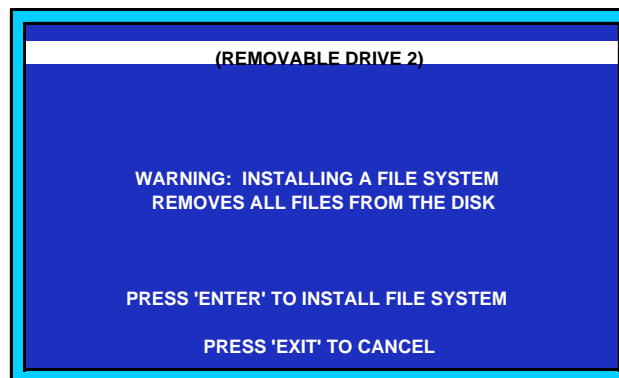 (REMOVABLE DRIVE 2)
WARNING:  INSTALLING A FILE SYSTEM
REMOVES ALL FILES FROM THE DISK
PRESS 'ENTER' TO INSTALL FILE SYSTEM
PRESS 'EXIT' TO CANCEL